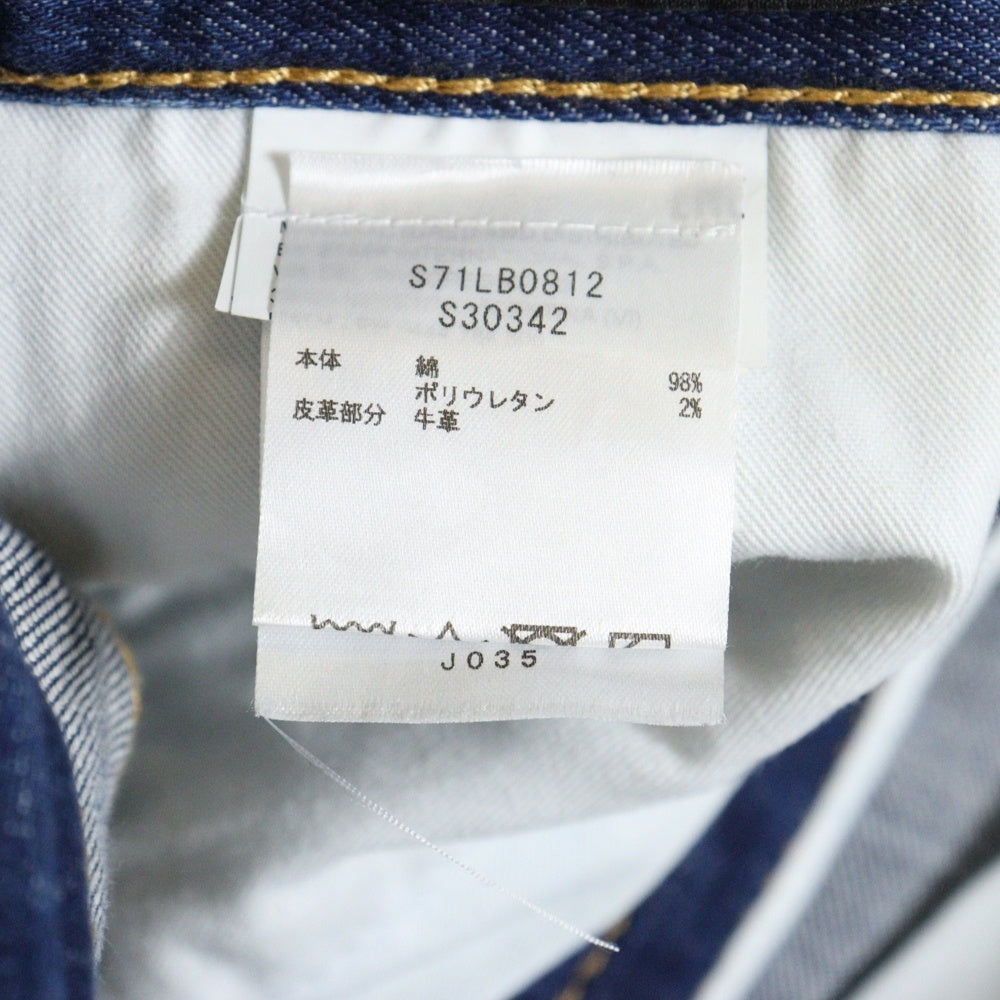 S71LB0812
S30342
本体 綿 98%
ポリウレタン 2%
皮革部分 牛革
J035